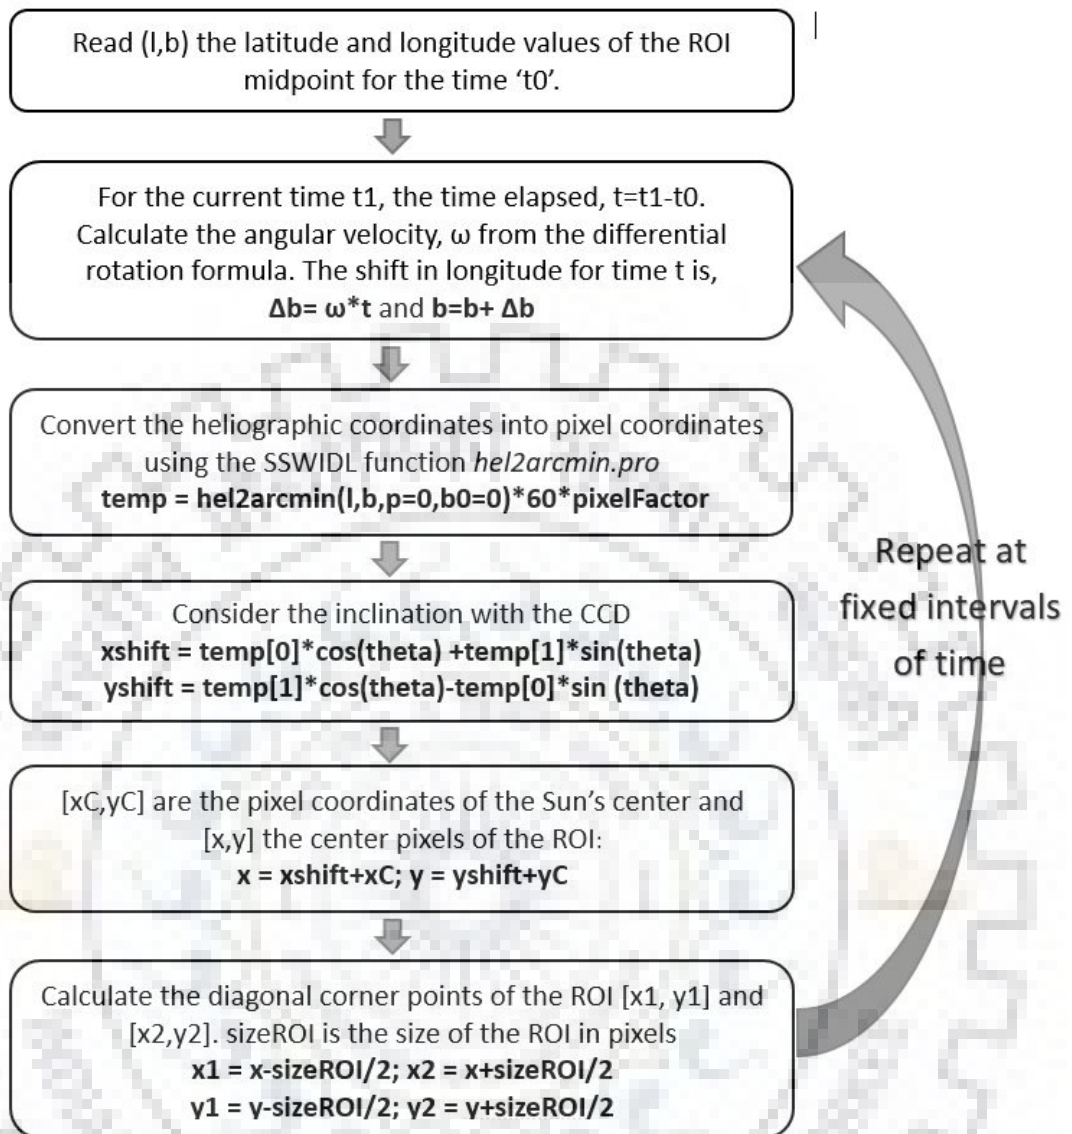 Read (l,b) the latitude and longitude values of the ROI
midpoint for the time ‘t0’.
For the current time t1, the time elapsed, t=t1-t0.
Calculate the angular velocity, ω from the differential
rotation formula. The shift in longitude for time t is,
Δb= ω*t and b=b+ Δb
Convert the heliographic coordinates into pixel coordinates
using the SSWIDL function hel2arcmin.pro
temp = hel2arcmin(l,b,p=0,b0=0)*60*pixelFactor
Consider the inclination with the CCD
xshift = temp[0]*cos(theta) +temp[1]*sin(theta)
yshift = temp[1]*cos(theta)-temp[0]*sin (theta)
[xC,yC] are the pixel coordinates of the Sun’s center and
[x,y] the center pixels of the ROI:
x = xshift+xC; y = yshift+yC
Calculate the diagonal corner points of the ROI [x1, y1] and
[x2,y2]. sizeROI is the size of the ROI in pixels
x1 = x-sizeROI/2; x2 = x+sizeROI/2
y1 = y-sizeROI/2; y2 = y+sizeROI/2
Repeat at
fixed intervals
of time